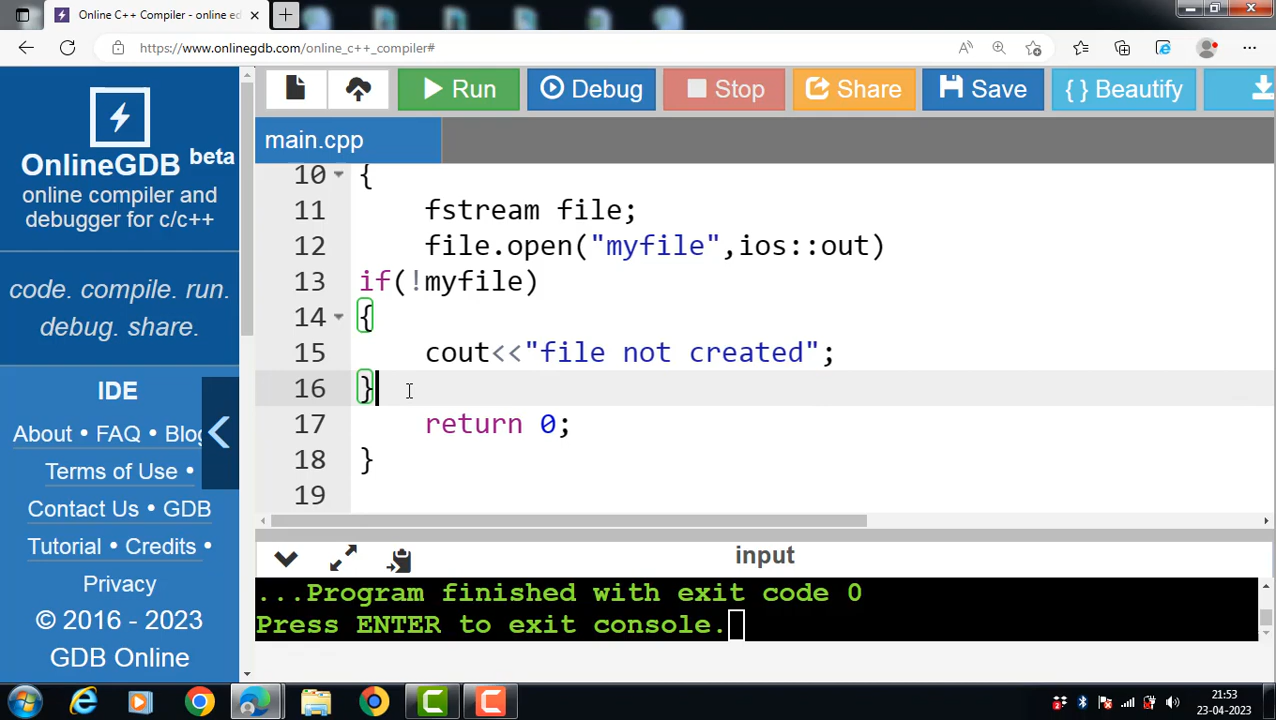 Online C++ Compiler - online ed
https://www.onlinegdb.com/online_c++_compiler#
Run
Debug
Stop
Share
Save
{ } Beautify
OnlineGDB beta
online compiler and
debugger for c/c++
code. compile. run.
debug. share.
IDE
About • FAQ • Blog
Terms of Use •
Contact Us • GDB
Tutorial • Credits •
Privacy
© 2016 - 2023
GDB Online
main.cpp
10 {
11 fstream file;
12 file.open("myfile",ios::out)
13 if(!myfile)
14 {
15 cout<<"file not created";
16 }
17 return 0;
18 }
19
input
...Program finished with exit code 0
Press ENTER to exit console.
21:53
23-04-2023